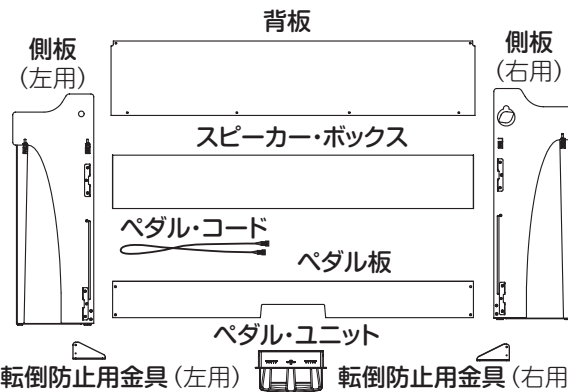 背板
側板
(左用)
側板
(右用)
スピーカー・ボックス
ペダル・コード
ペダル板
ペダル・ユニット
転倒防止用金具(左用)
転倒防止用金具(右用